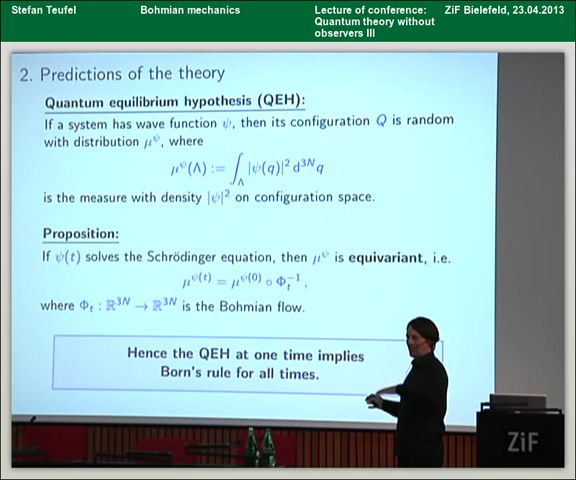 Stefan Teufel Bohmian mechanics Lecture of conference: ZiF Bielefeld, 23.04.2013
Quantum theory without
observers III
2. Predictions of the theory
Quantum equilibrium hypothesis (QEH):
If a system has wave function ψ, then its configuration Q is random
with distribution μ^ψ, where
μ^ψ(Λ) := ∫_Λ |ψ(q)|² d^{3N}q
is the measure with density |ψ|² on configuration space.
Proposition:
If ψ(t) solves the Schrödinger equation, then μ^ψ is equivariant, i.e.
μ^{ψ(t)} = μ^{ψ(0)} ∘ Φ_t^{-1},
where Φ_t : ℝ^{3N} → ℝ^{3N} is the Bohmian flow.
Hence the QEH at one time implies
Born's rule for all times.
ZiF